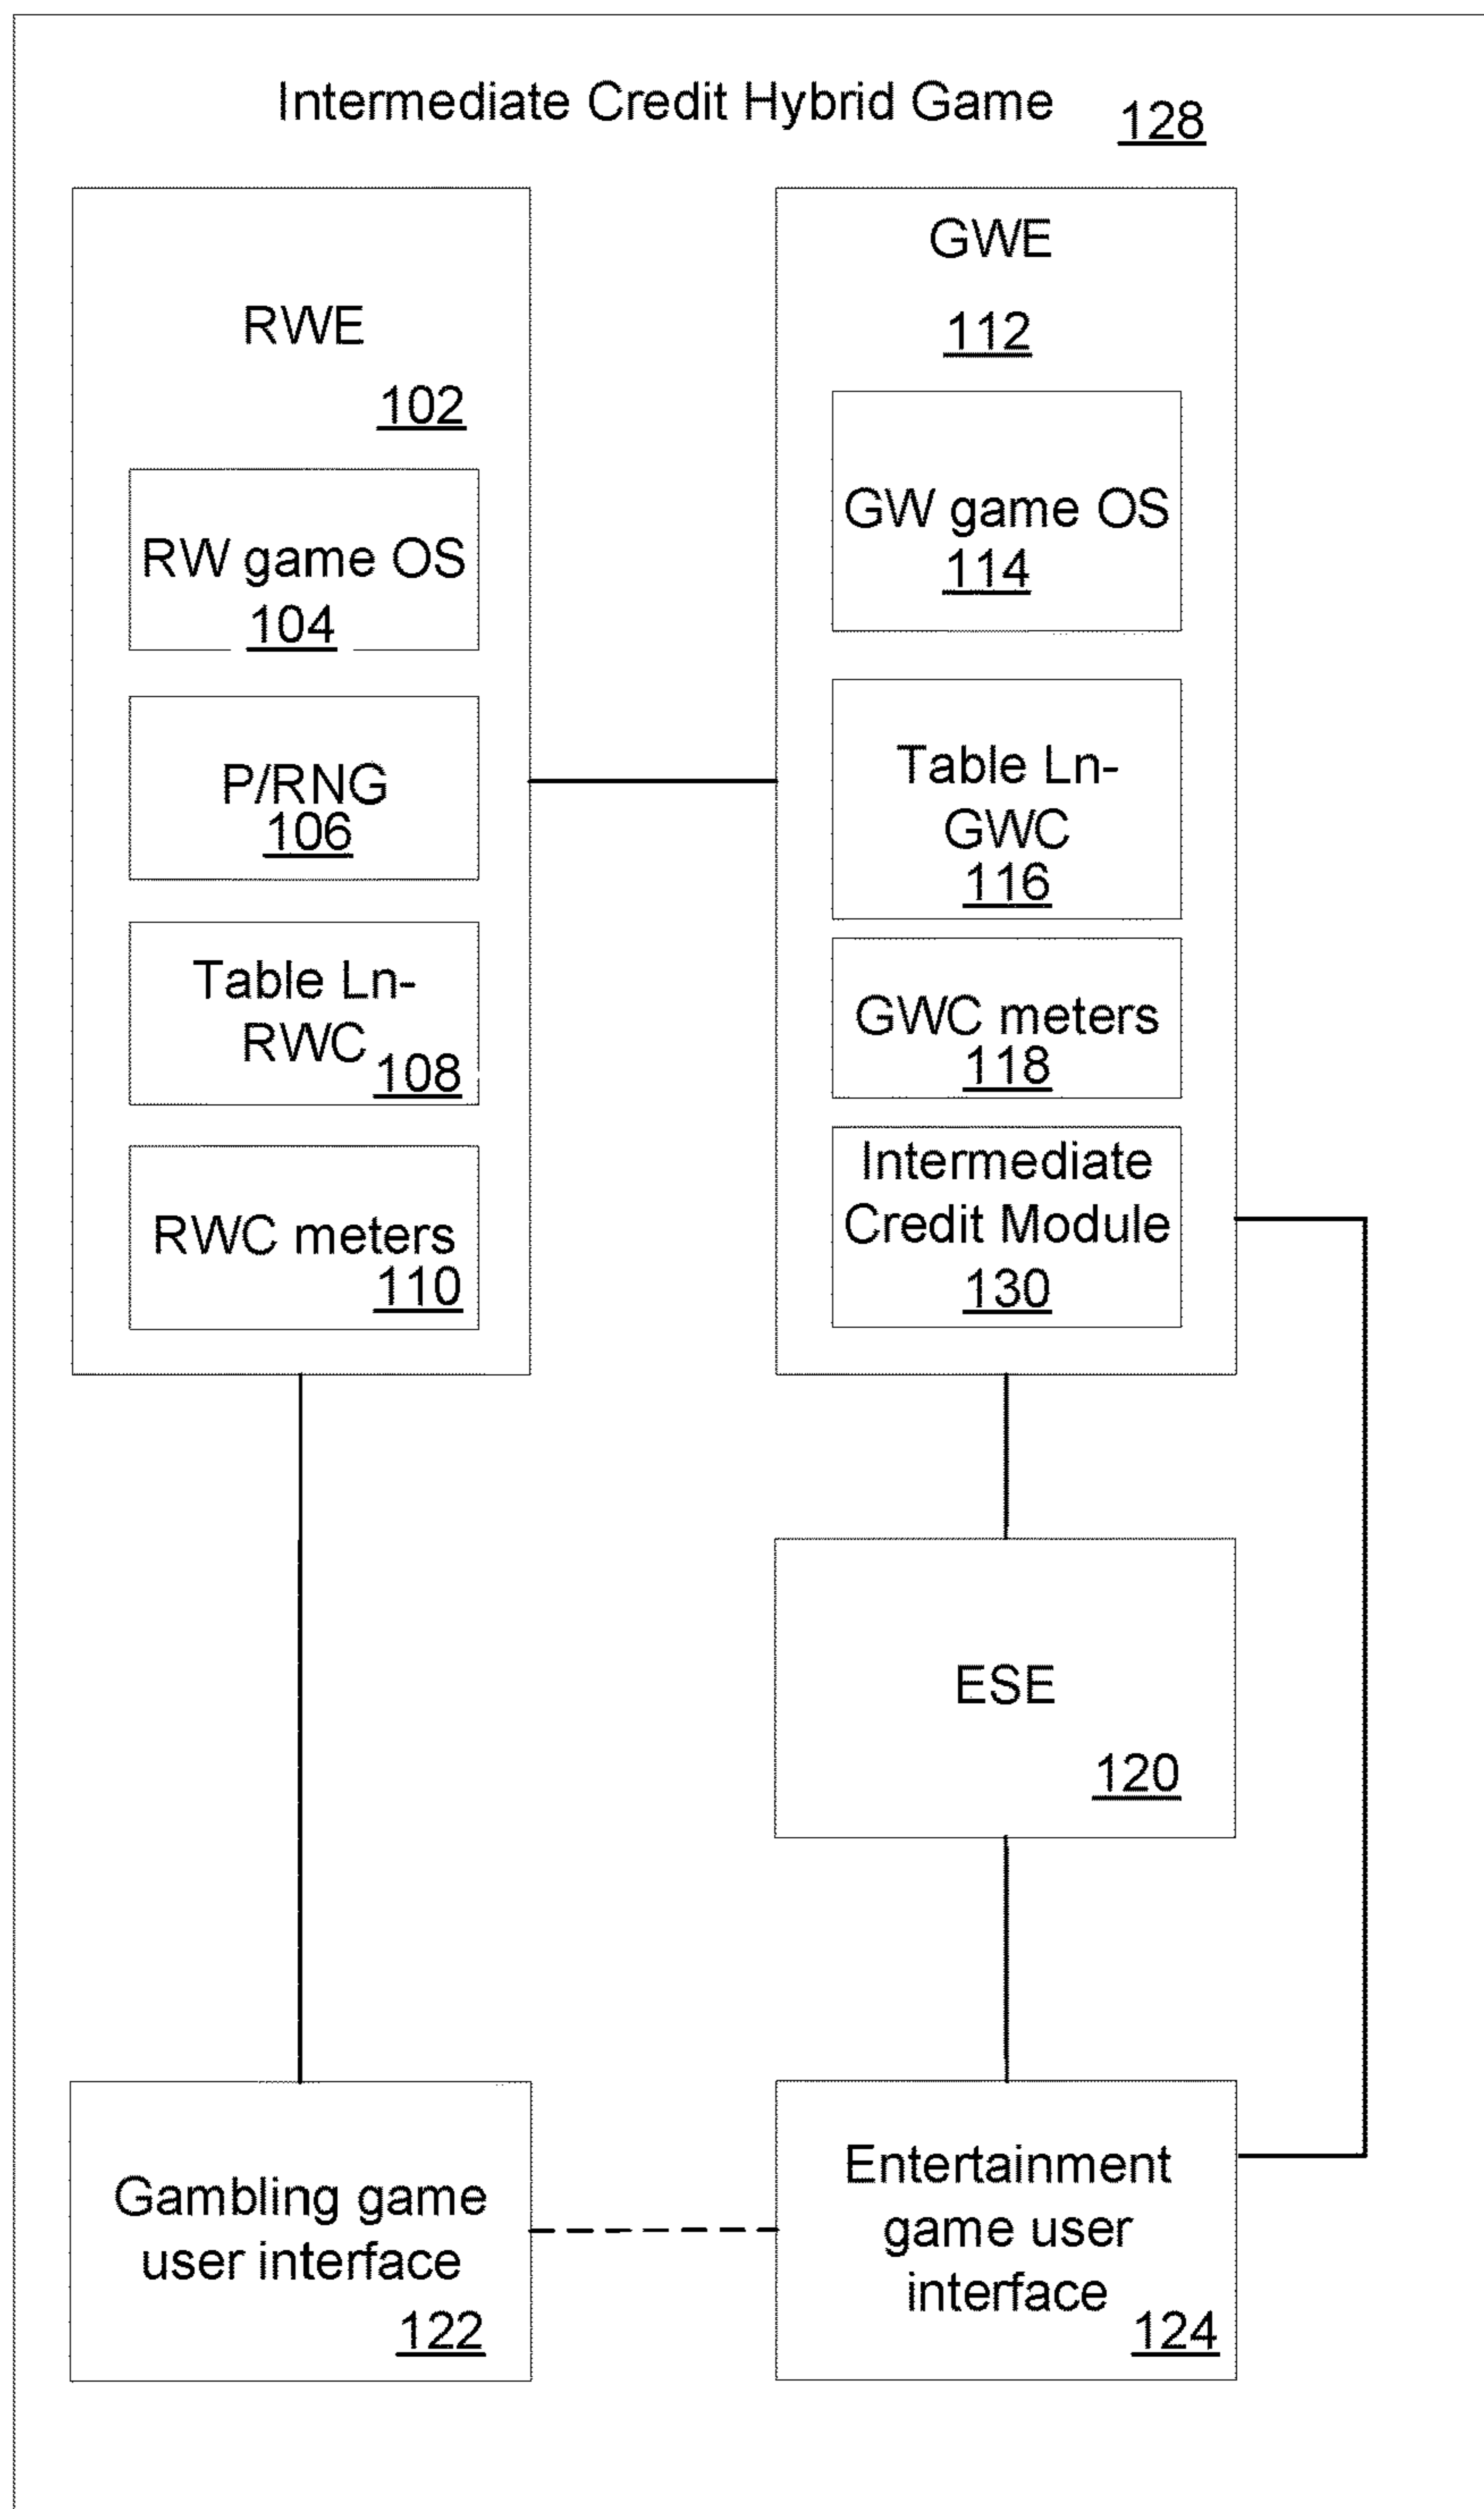 Intermediate Credit Hybrid Game
128
RWE
102
RW game OS
104
P/RNG
106
Table Ln-
RWC
108
RWC meters
110
GWE
112
GW game OS
114
Table Ln-
GWC
116
GWC meters
118
Intermediate
Credit Module
130
ESE
120
Gambling game
user interface
122
Entertainment
game user
interface
124